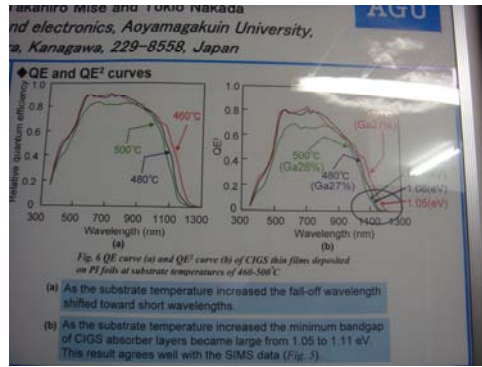 Takahiro Mise and Tokio Nakada
nd electronics, Aoyamagakuin University,
a, Kanagawa, 229-8558, Japan
AGU
◆QE and QE² curves
Relative quantum efficiency
1.0
0.8
0.6
0.4
0.2
0
460℃
500℃
480℃
300 500 700 900 1100 1300
Wavelength (nm)
(a)
QE²
1.0
0.8
0.6
0.4
0.2
0
(Ga27%)
500℃
(Ga28%)
480℃
(Ga27%)
(eV)
1.08(eV)
1.05(eV)
300 500 700 900 1100 1300
Wavelength (nm)
(b)
Fig. 6 QE curve (a) and QE² curve (b) of CIGS thin films deposited
on PI foils at substrate temperatures of 460-500℃
(a) As the substrate temperature increased the fall-off wavelength
shifted toward short wavelengths.
(b) As the substrate temperature increased the minimum bandgap
of CIGS absorber layers became large from 1.05 to 1.11 eV.
This result agrees well with the SIMS data (Fig. 5).